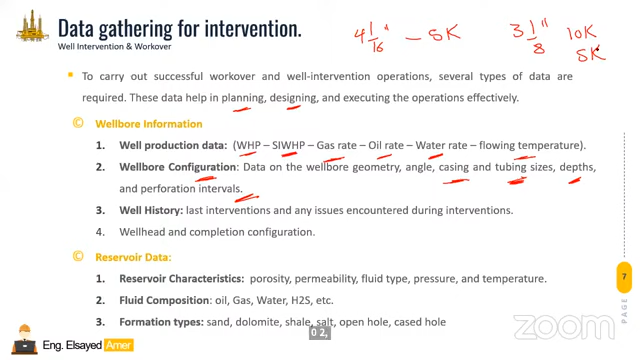 Data gathering for intervention.
Well Intervention & Workover
4 1/16" – 5K
3 1/8" 10K
5K
To carry out successful workover and well-intervention operations, several types of data are
required. These data help in planning, designing, and executing the operations effectively.
© Wellbore Information
1. Well production data: (WHP – SIWHP – Gas rate – Oil rate – Water rate – flowing temperature).
2. Wellbore Configuration: Data on the wellbore geometry, angle, casing and tubing sizes, depths,
and perforation intervals.
3. Well History: last interventions and any issues encountered during interventions.
4. Wellhead and completion configuration.
© Reservoir Data:
1. Reservoir Characteristics: porosity, permeability, fluid type, pressure, and temperature.
2. Fluid Composition: oil, Gas, Water, H2S, etc.
3. Formation types: sand, dolomite, shale, salt, open hole, cased hole
0 2,
7
PAGE
Eng. Elsayed Amer
zoom